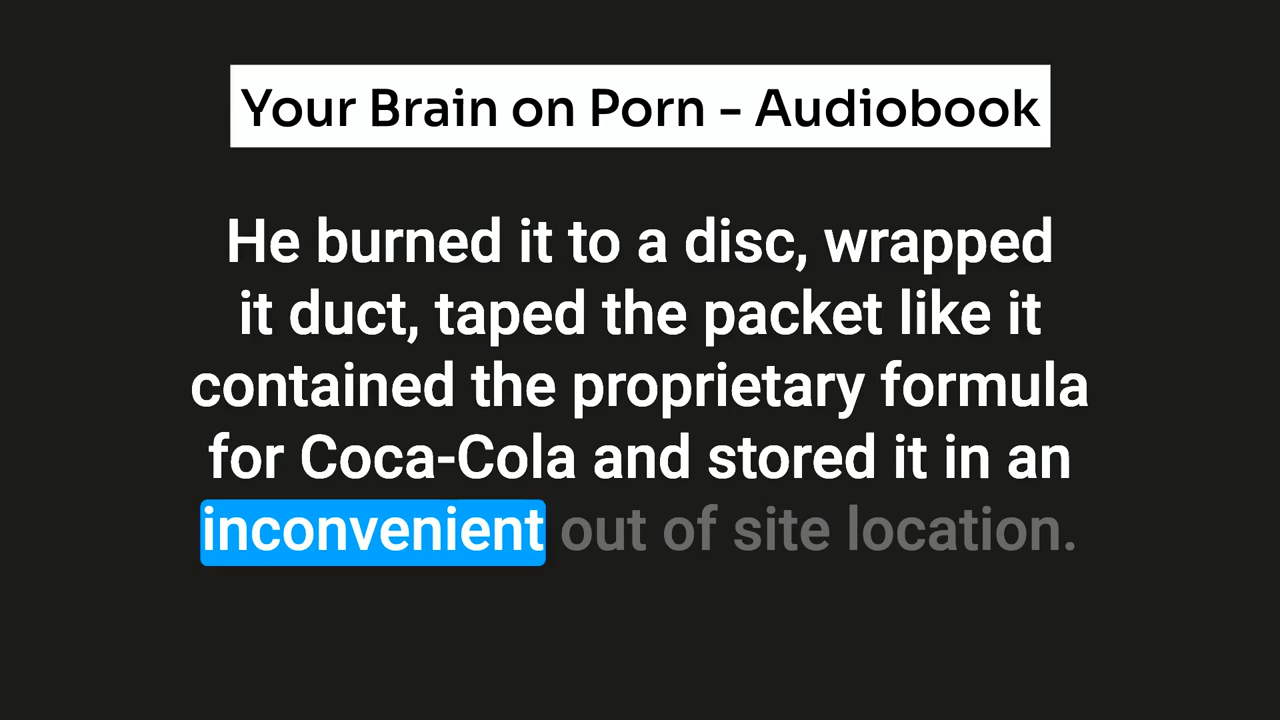 Your Brain on Porn - Audiobook
He burned it to a disc, wrapped
it duct, taped the packet like it
contained the proprietary formula
for Coca-Cola and stored it in an
inconvenient out of site location.